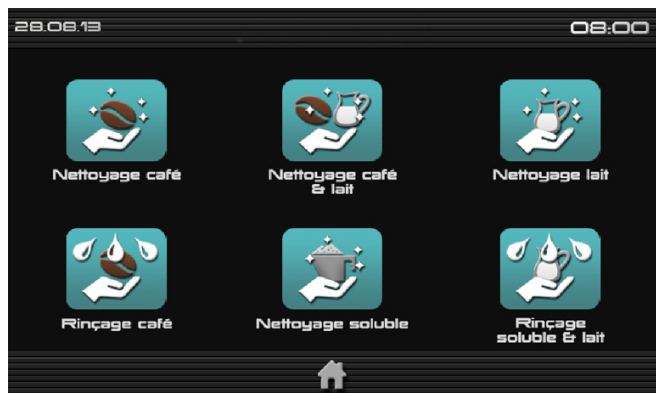 28.08.13
08:00
Nettoyage café
Nettoyage café
& lait
Nettoyage lait
Rinçage café
Nettoyage soluble
Rinçage
soluble & lait